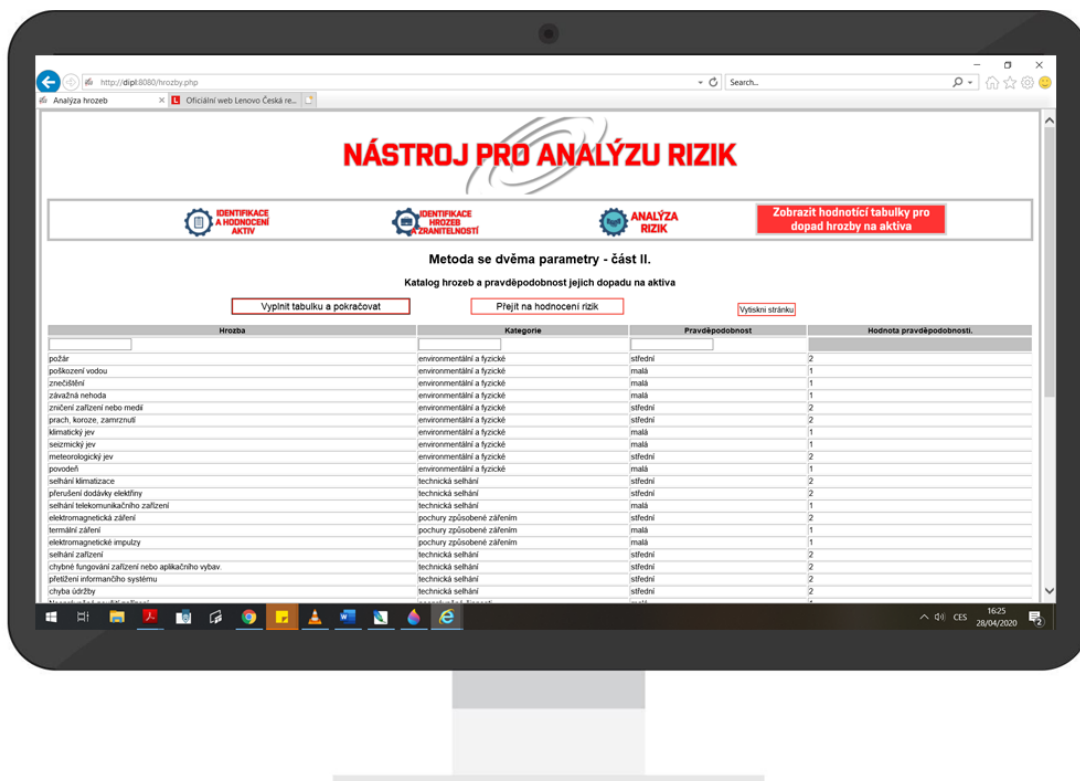 http://dipl:8080/hrozby.php
Search...
Analýza hrozeb
Oficiální web Lenovo Česká re...
NÁSTROJ PRO ANALÝZU RIZIK
IDENTIFIKACE
A HODNOCENÍ
AKTIV
IDENTIFIKACE
HROZEB
A ZRANITELNOSTÍ
ANALÝZA
RIZIK
Zobrazit hodnotící tabulky pro
dopad hrozby na aktiva
Metoda se dvěma parametry - část II.
Katalog hrozeb a pravděpodobnost jejich dopadu na aktiva
Vyplnit tabulku a pokračovat Přejít na hodnocení rizik Vytiskni stránku
Hrozba Kategorie Pravděpodobnost Hodnota pravděpodobnosti.
požár environmentální a fyzické střední 2
poškození vodou environmentální a fyzické malá 1
znečištění environmentální a fyzické malá 1
závažná nehoda environmentální a fyzické malá 1
zničení zařízení nebo medií environmentální a fyzické střední 2
prach, koroze, zamrznutí environmentální a fyzické střední 2
klimatický jev environmentální a fyzické malá 1
seizmický jev environmentální a fyzické malá 1
meteorologický jev environmentální a fyzické střední 2
povodeň environmentální a fyzické malá 1
selhání klimatizace technická selhání střední 2
přerušení dodávky elektřiny technická selhání střední 2
selhání telekomunikačního zařízení technická selhání malá 1
elektromagnetická záření pochury způsobené zářením střední 2
termální záření pochury způsobené zářením malá 1
elektromagnetické impulzy pochury způsobené zářením malá 1
selhání zařízení technická selhání střední 2
chybné fungování zařízení nebo aplikačního vybav. technická selhání střední 2
přetížení informančího systému technická selhání střední 2
chyba údržby technická selhání střední 2
CES
16:25
28/04/2020